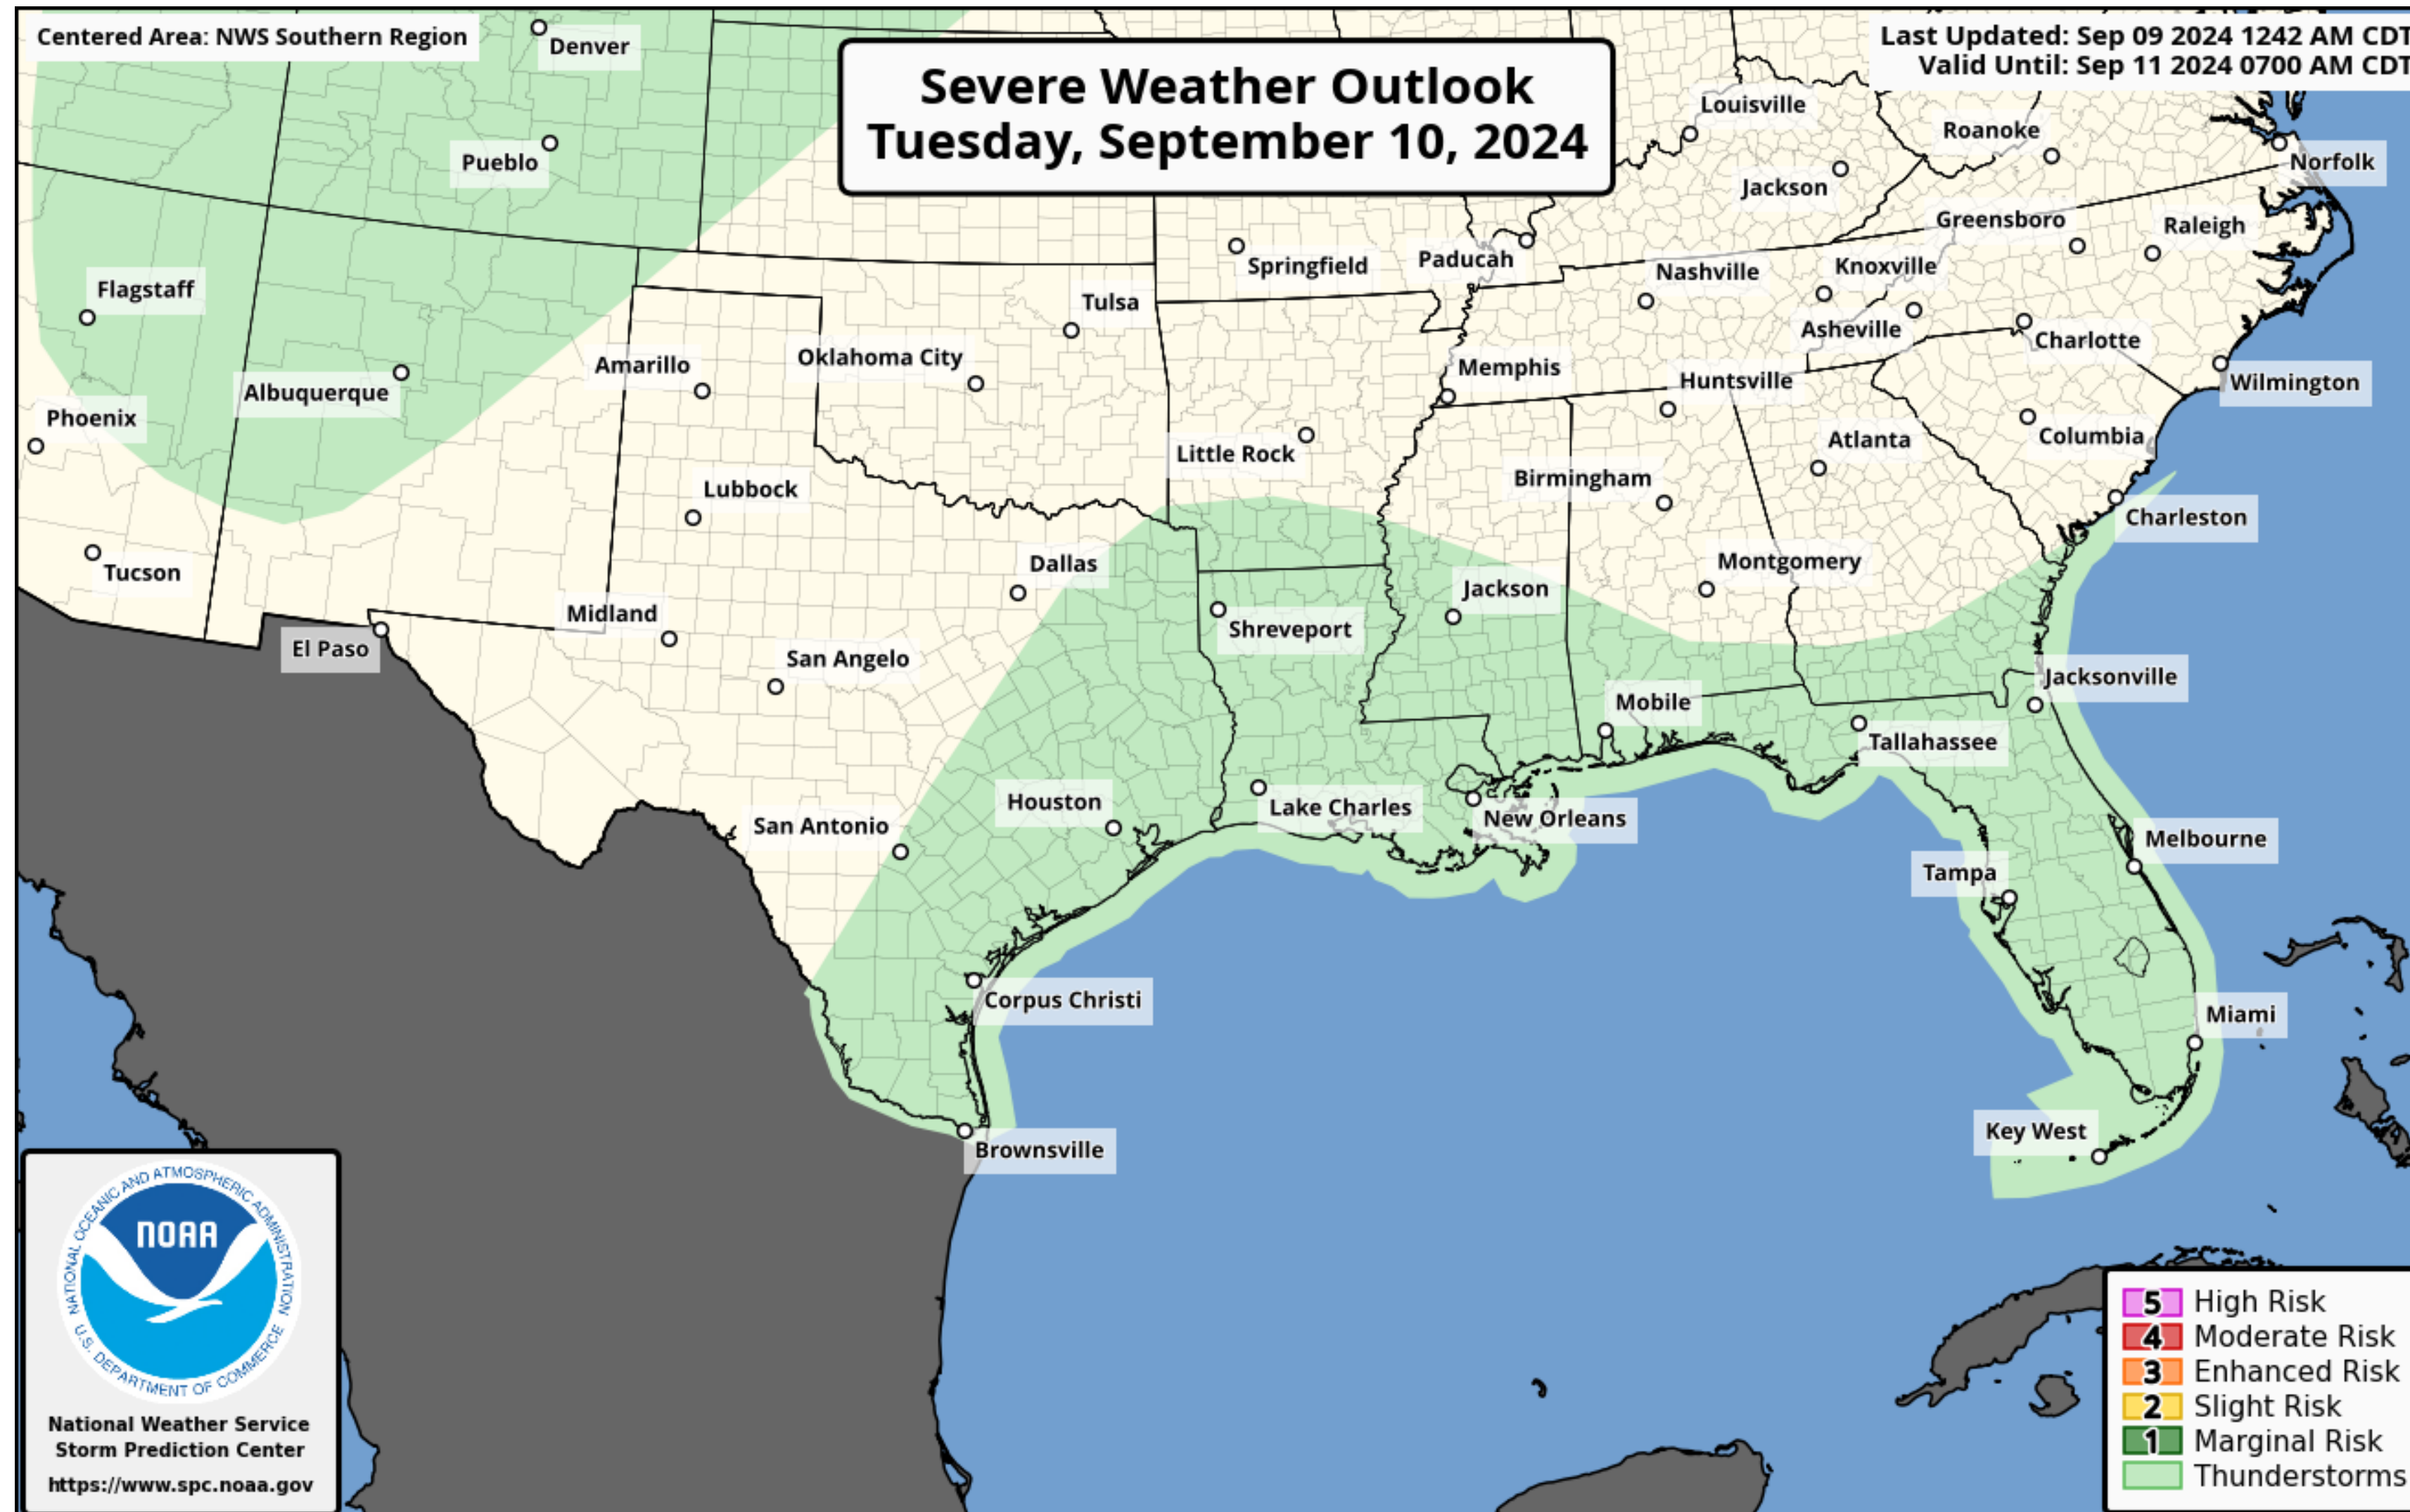 Centered Area: NWS Southern Region
Severe Weather Outlook
Tuesday, September 10, 2024
Last Updated: Sep 09 2024 1242 AM CDT
Valid Until: Sep 11 2024 0700 AM CDT
Denver
Louisville
Roanoke
Pueblo
Norfolk
Jackson
Greensboro
Raleigh
Springfield
Paducah
Nashville
Knoxville
Flagstaff
Tulsa
Asheville
Charlotte
Amarillo
Oklahoma City
Memphis
Huntsville
Wilmington
Albuquerque
Phoenix
Little Rock
Atlanta
Columbia
Lubbock
Birmingham
Charleston
Tucson
Dallas
Montgomery
Midland
Jackson
El Paso
Shreveport
San Angelo
Jacksonville
Mobile
Tallahassee
Houston
Lake Charles
New Orleans
San Antonio
Melbourne
Tampa
Corpus Christi
Miami
Key West
Brownsville
NATIONAL OCEANIC AND ATMOSPHERIC ADMINISTRATION
NOAA
U.S. DEPARTMENT OF COMMERCE
National Weather Service
Storm Prediction Center
https://www.spc.noaa.gov
5 High Risk
4 Moderate Risk
3 Enhanced Risk
2 Slight Risk
1 Marginal Risk
Thunderstorms